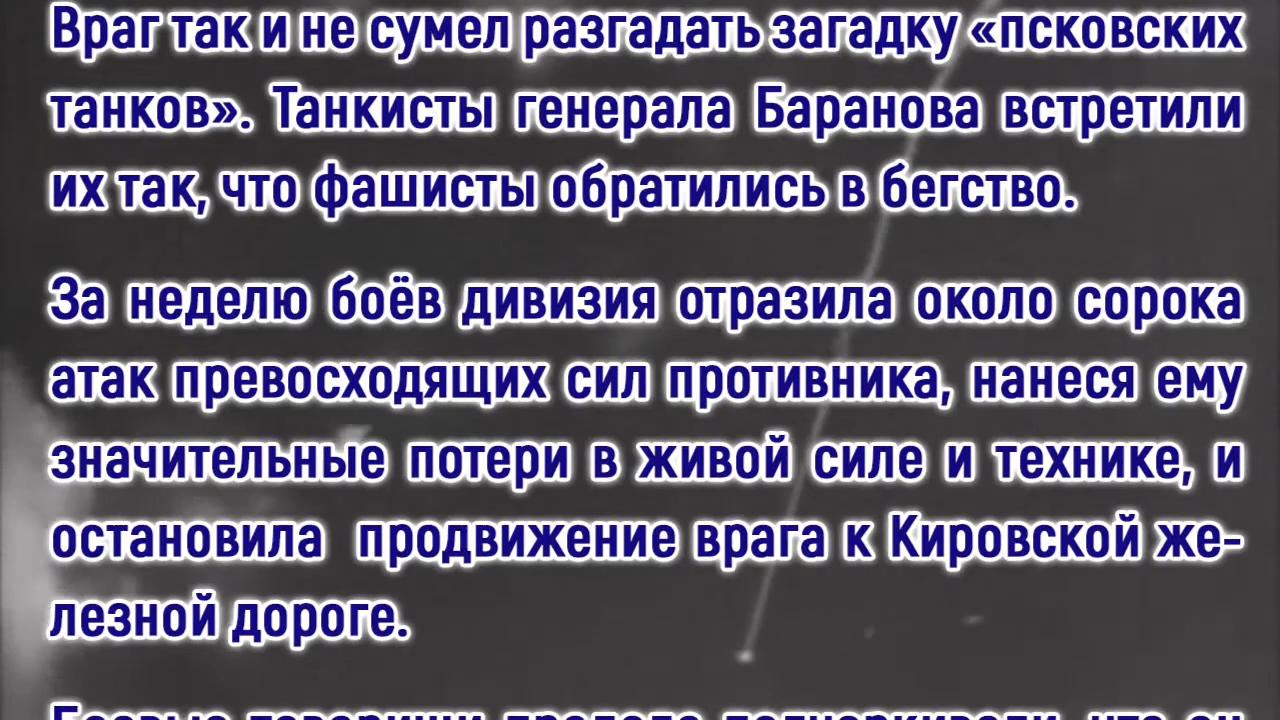 Враг так и не сумел разгадать загадку «псковских
танков». Танкисты генерала Баранова встретили
их так, что фашисты обратились в бегство.
За неделю боёв дивизия отразила около сорока
атак превосходящих сил противника, нанеся ему
значительные потери в живой силе и технике, и
остановила продвижение врага к Кировской же-
лезной дороге.